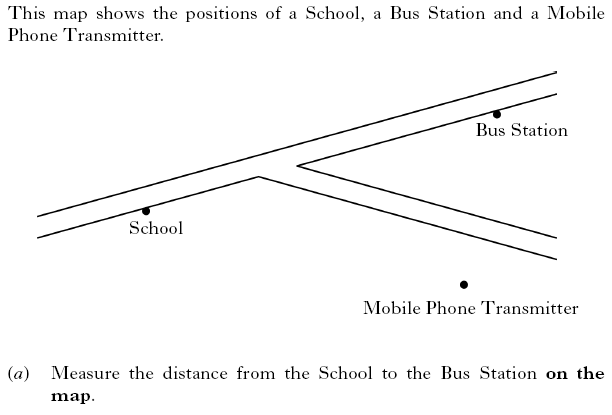 This map shows the positions of a School, a Bus Station and a Mobile
Phone Transmitter.
Bus Station
School
Mobile Phone Transmitter
(a) Measure the distance from the School to the Bus Station on the
map.